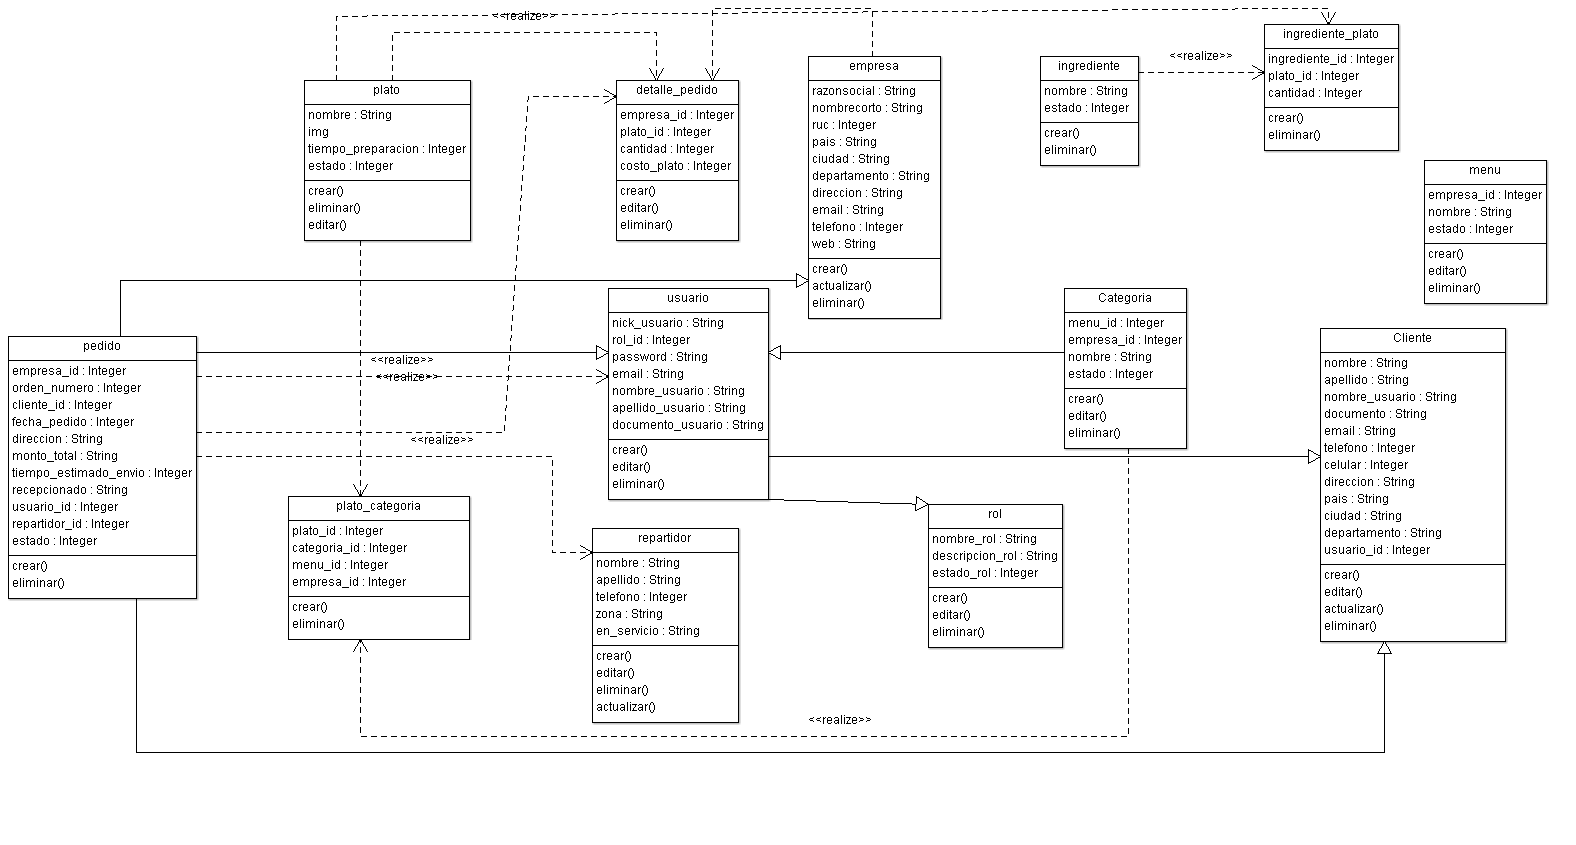 <<realize>>
plato
nombre : String
img
tiempo_preparacion : Integer
estado : Integer
crear()
eliminar()
editar()
detalle_pedido
empresa_id : Integer
plato_id : Integer
cantidad : Integer
costo_plato : Integer
crear()
editar()
eliminar()
empresa
razonsocial : String
nombrecorto : String
ruc : Integer
pais : String
ciudad : String
departamento : String
direccion : String
email : String
telefono : Integer
web : String
crear()
actualizar()
eliminar()
ingrediente
nombre : String
estado : Integer
crear()
eliminar()
<<realize>>
ingrediente_plato
ingrediente_id : Integer
plato_id : Integer
cantidad : Integer
crear()
eliminar()
menu
empresa_id : Integer
nombre : String
estado : Integer
crear()
editar()
eliminar()
pedido
empresa_id : Integer
orden_numero : Integer
cliente_id : Integer
fecha_pedido : Integer
direccion : String
monto_total : String
tiempo_estimado_envio : Integer
recepcionado : String
usuario_id : Integer
repartidor_id : Integer
estado : Integer
crear()
eliminar()
<<realize>>
<<realize>>
<<realize>>
usuario
nick_usuario : String
rol_id : Integer
password : String
email : String
nombre_usuario : String
apellido_usuario : String
documento_usuario : String
crear()
editar()
eliminar()
Categoria
menu_id : Integer
empresa_id : Integer
nombre : String
estado : Integer
crear()
editar()
eliminar()
Cliente
nombre : String
apellido : String
nombre_usuario : String
documento : String
email : String
telefono : Integer
celular : Integer
direccion : String
pais : String
ciudad : String
departamento : String
usuario_id : Integer
crear()
editar()
actualizar()
eliminar()
plato_categoria
plato_id : Integer
categoria_id : Integer
menu_id : Integer
empresa_id : Integer
crear()
eliminar()
repartidor
nombre : String
apellido : String
telefono : Integer
zona : String
en_servicio : String
crear()
editar()
eliminar()
actualizar()
rol
nombre_rol : String
descripcion_rol : String
estado_rol : Integer
crear()
editar()
eliminar()
<<realize>>